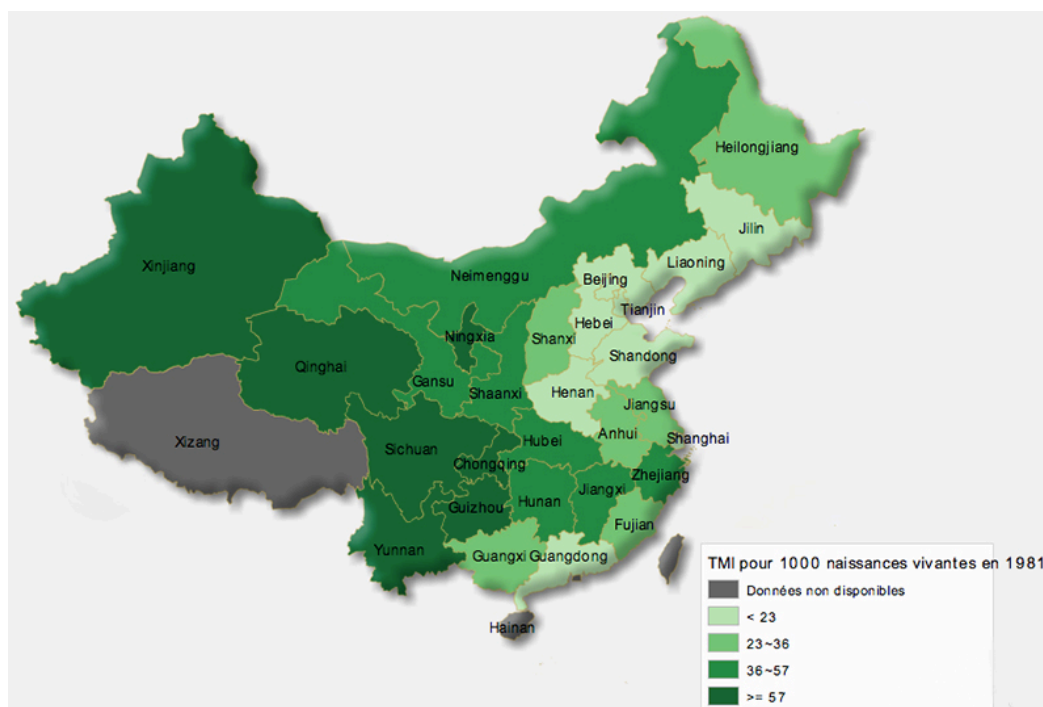 Heilongjiang
Jilin
Liaoning
Xinjiang
Neimenggu
Beijing
Tianjin
Hebei
Ningxia
Shanxi
Shandong
Qinghai
Gansu
Shaanxi
Henan
Jiangsu
Xizang
Sichuan
Hubei
Anhui
Shanghai
Chongqing
Zhejiang
Jiangxi
Hunan
Guizhou
Fujian
Yunnan
Guangxi
Guangdong
Hainan
TMI pour 1000 naissances vivantes en 1981
Données non disponibles
< 23
23~36
36~57
>= 57